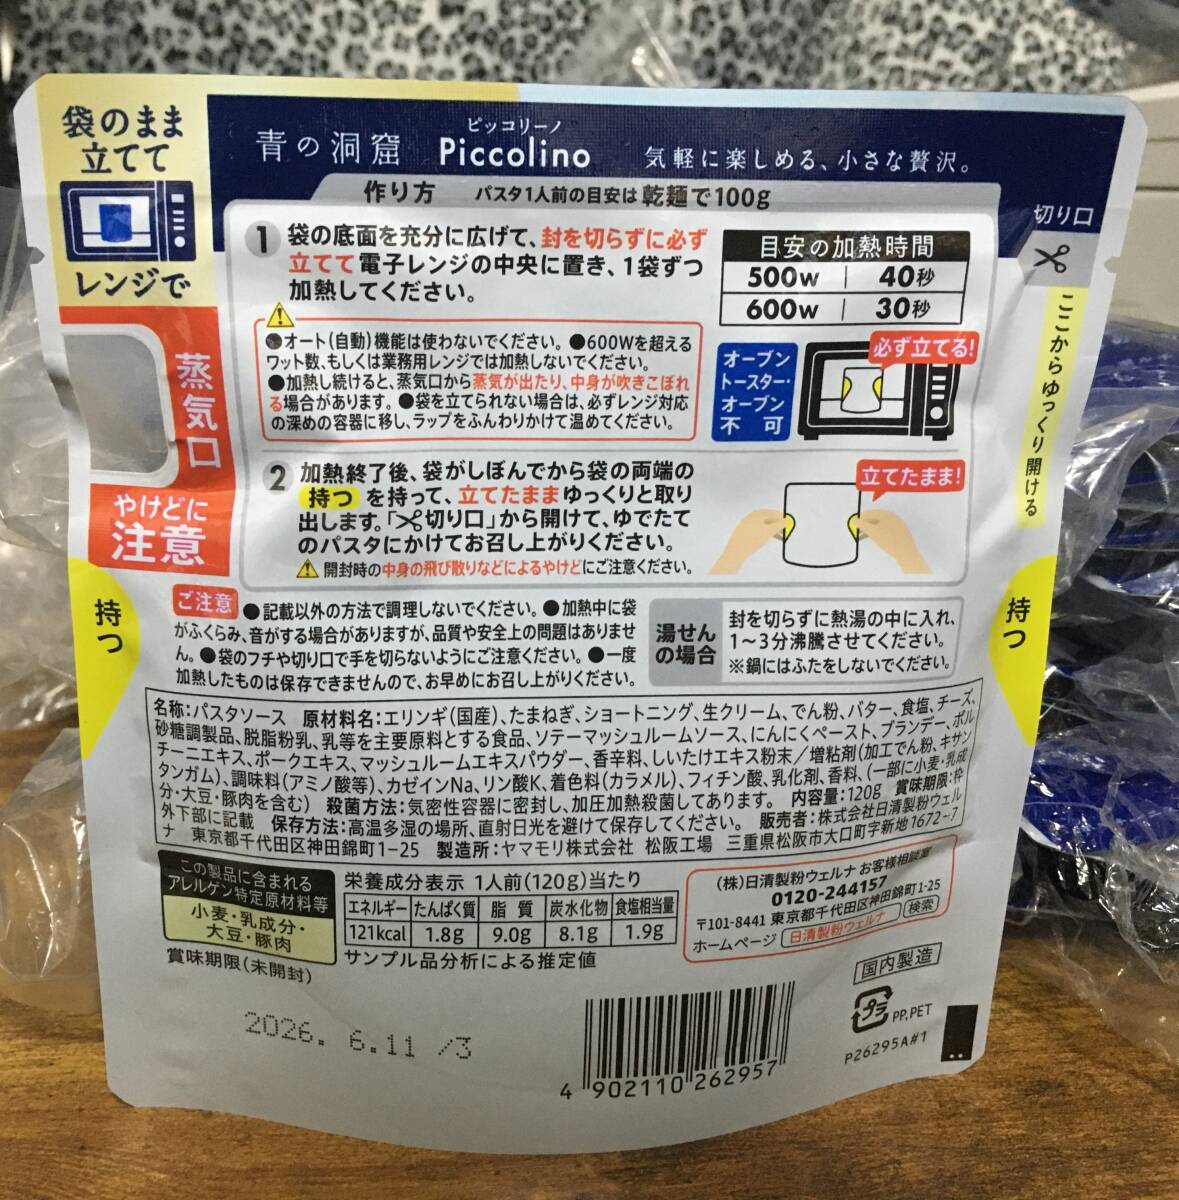 袋のまま
立てて
レンジで
青の洞窟 Piccolino ピッコリーノ 気軽に楽しめる、小さな贅沢。
作り方 パスタ1人前の目安は乾麺で100g
切り口
ここからゆっくり開ける
1 袋の底面を充分に広げて、封を切らずに必ず
立てて電子レンジの中央に置き、1袋ずつ
加熱してください。
目安の加熱時間
500W 40秒
600W 30秒
●オート(自動)機能は使わないでください。●600Wを超える
ワット数、もしくは業務用レンジでは加熱しないでください。
●加熱し続けると、蒸気口から蒸気が出たり、中身が吹きこぼれ
る場合があります。●袋を立てられない場合は、必ずレンジ対応
の深めの容器に移し、ラップをふんわりかけて温めてください。
オーブン
トースター・
オーブン
不可
必ず立てる!
蒸気口
やけどに
注意
2 加熱終了後、袋がしぼんでから袋の両端の
持つ を持って、立てたままゆっくりと取り
出します。「✂切り口」から開けて、ゆでたて
のパスタにかけてお召し上がりください。
⚠開封時の中身の飛び散りなどによるやけどにご注意ください。
立てたまま!
持つ
持つ
ご注意 ●記載以外の方法で調理しないでください。●加熱中に袋
がふくらみ、音がする場合がありますが、品質や安全上の問題はありませ
ん。●袋のフチや切り口で手を切らないようにご注意ください。●一度
加熱したものは保存できませんので、お早めにお召し上がりください。
湯せん
の場合
封を切らずに熱湯の中に入れ、
1〜3分沸騰させてください。
※鍋にはふたをしないでください。
名称:パスタソース 原材料名:エリンギ(国産)、たまねぎ、ショートニング、生クリーム、でん粉、バター、食塩、チーズ、
砂糖調製品、脱脂粉乳、乳等を主要原料とする食品、ソテーマッシュルームソース、にんにくペースト、ブランデー、ポル
チーニエキス、ポークエキス、マッシュルームエキスパウダー、香辛料、しいたけエキス粉末/増粘剤(加工でん粉、キサン
タンガム)、調味料(アミノ酸等)、カゼインNa、リン酸K、着色料(カラメル)、フィチン酸、乳化剤、香料、(一部に小麦・乳成
分・大豆・豚肉を含む) 殺菌方法:気密性容器に密封し、加圧加熱殺菌してあります。 内容量:120g 賞味期限:枠
外下部に記載 保存方法:高温多湿の場所、直射日光を避けて保存してください。 販売者:株式会社日清製粉ウェル
ナ 東京都千代田区神田錦町1-25 製造所:ヤマモリ株式会社 松阪工場 三重県松阪市大口町字新地1672-7
この製品に含まれる
アレルゲン特定原材料等
小麦・乳成分・
大豆・豚肉
栄養成分表示 1人前(120g)当たり
エネルギー たんぱく質 脂質 炭水化物 食塩相当量
121kcal 1.8g 9.0g 8.1g 1.9g
サンプル品分析による推定値
(株)日清製粉ウェルナ お客様相談室
0120-244157
〒101-8441 東京都千代田区神田錦町1-25
ホームページ 日清製粉ウェルナ 検索
賞味期限(未開封)
2026. 6.11 /3
国内製造
プラ PP,PET
P26295A#1
4 902110 262957